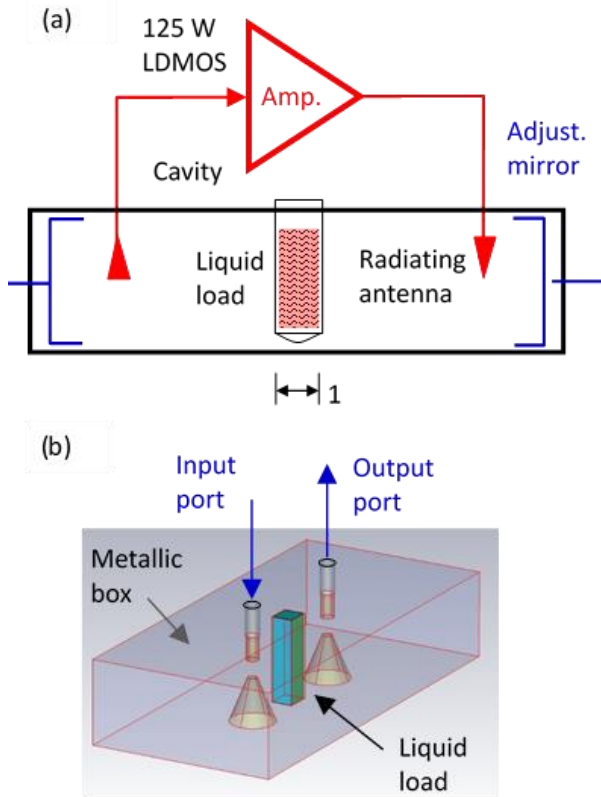 (a)
125 W
LDMOS
Amp.
Adjust.
mirror
Cavity
Liquid
load
Radiating
antenna
1
(b)
Input
port
Output
port
Metallic
box
Liquid
load